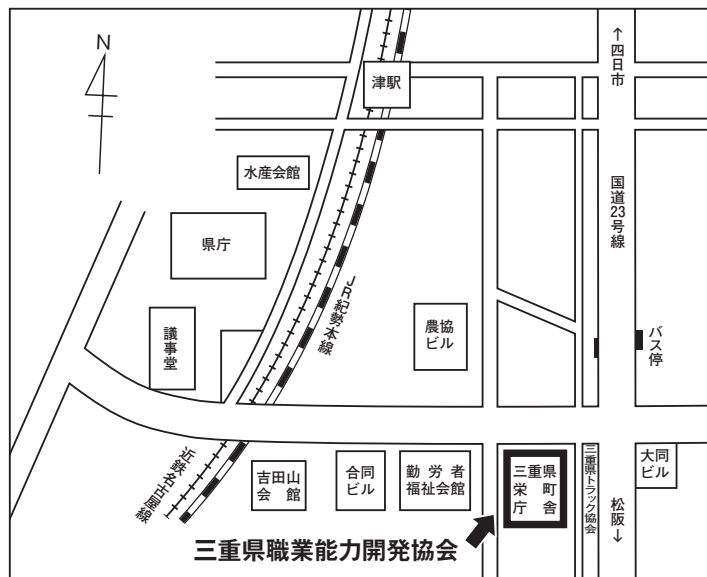 N
津駅
↑四日市
水産会館
国道23号線
県庁
JR紀勢本線
議事堂
農協
ビル
バス停
近鉄名古屋線
吉田山
会館
合同
ビル
勤労者
福祉会館
三重県
栄町
庁舎
三重県トラック協会
大同
ビル
松阪↓
三重県職業能力開発協会